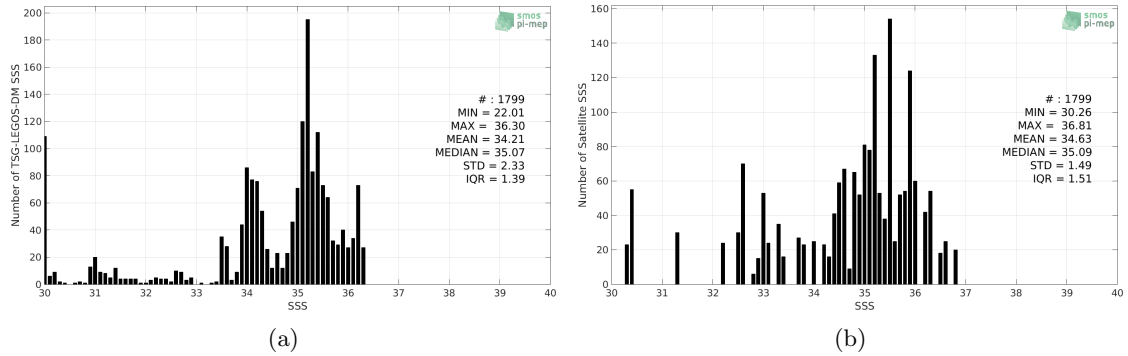 200
180
160
140
120
100
80
60
40
20
0
Number of TSG-LEGOS-DM SSS
smos
pi-mep
# : 1799
MIN = 22.01
MAX = 36.30
MEAN = 34.21
MEDIAN = 35.07
STD = 2.33
IQR = 1.39
30 31 32 33 34 35 36 37 38 39 40
SSS
(a)
160
140
120
100
80
60
40
20
0
Number of Satellite SSS
smos
pi-mep
# : 1799
MIN = 30.26
MAX = 36.81
MEAN = 34.63
MEDIAN = 35.09
STD = 1.49
IQR = 1.51
30 31 32 33 34 35 36 37 38 39 40
SSS
(b)